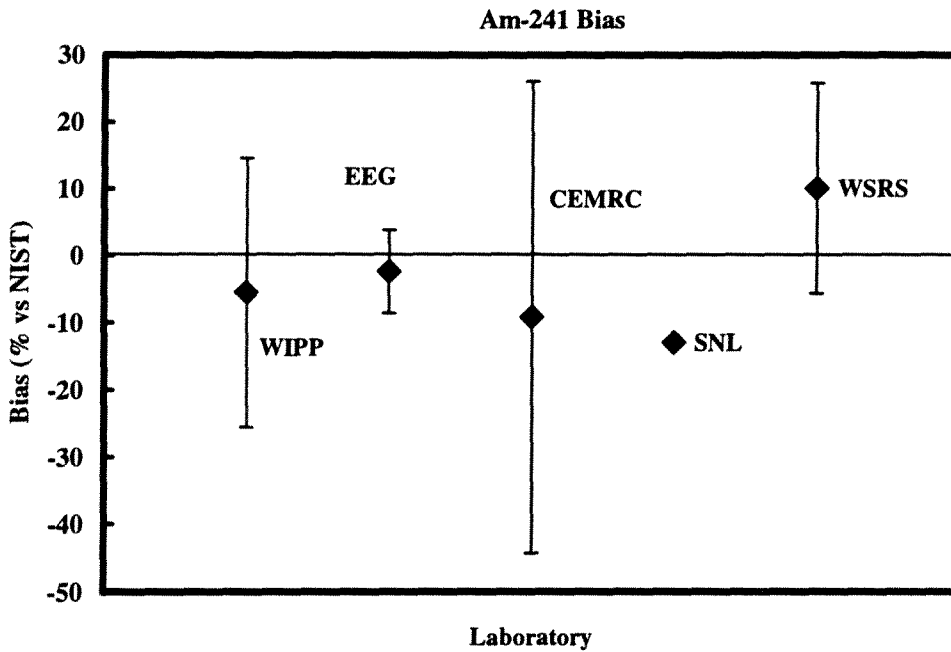 Am-241 Bias
30
20
10
0
-10
-20
-30
-40
-50
Bias (% vs NIST)
EEG
CEMRC
WSRS
WIPP
SNL
Laboratory